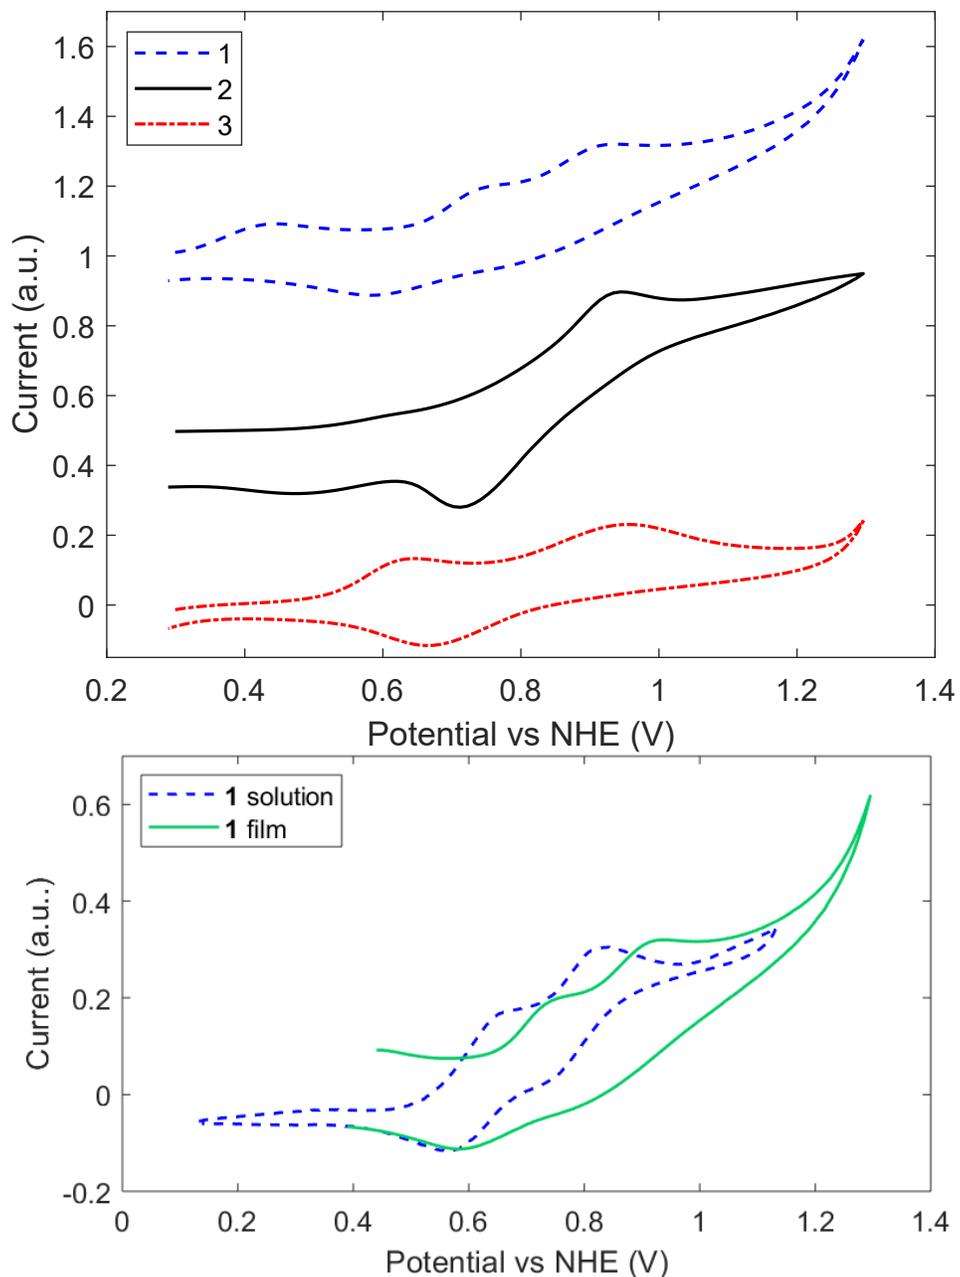 1
2
3
1.6
1.4
1.2
1
0.8
0.6
0.4
0.2
0
Current (a.u.)
0.2 0.4 0.6 0.8 1 1.2 1.4
Potential vs NHE (V)
1 solution
1 film
0.6
0.4
0.2
0
-0.2
Current (a.u..)
0 0.2 0.4 0.6 0.8 1 1.2 1.4
Potential vs NHE (V)